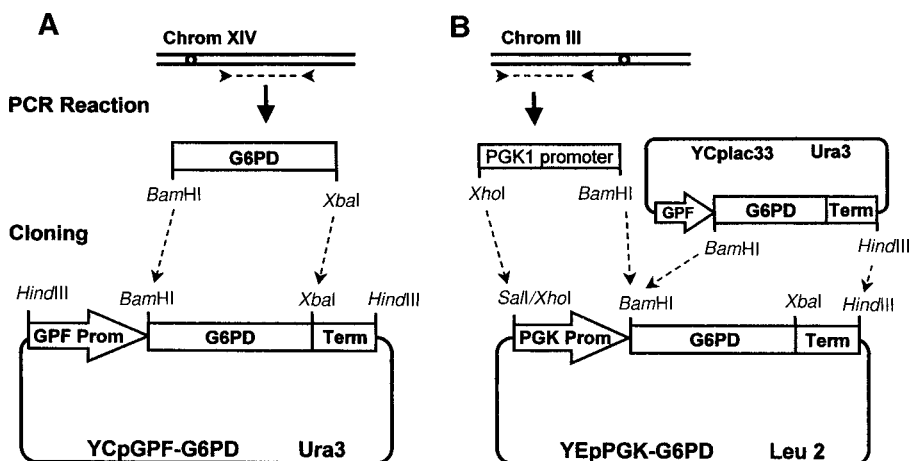 A
Chrom XIV
PCR Reaction
G6PD
BamHI
XbaI
Cloning
HindIII
BamHI
XbaI
HindIII
GPF Prom
G6PD
Term
YCpGPF-G6PD
Ura3
B
Chrom III
PGK1 promoter
YCplac33
Ura3
XhoI
BamHI
GPF
G6PD
Term
BamHI
HindIII
SalI/XhoI
BamHI
XbaI
HindIII
PGK Prom
G6PD
Term
YEpPGK-G6PD
Leu 2